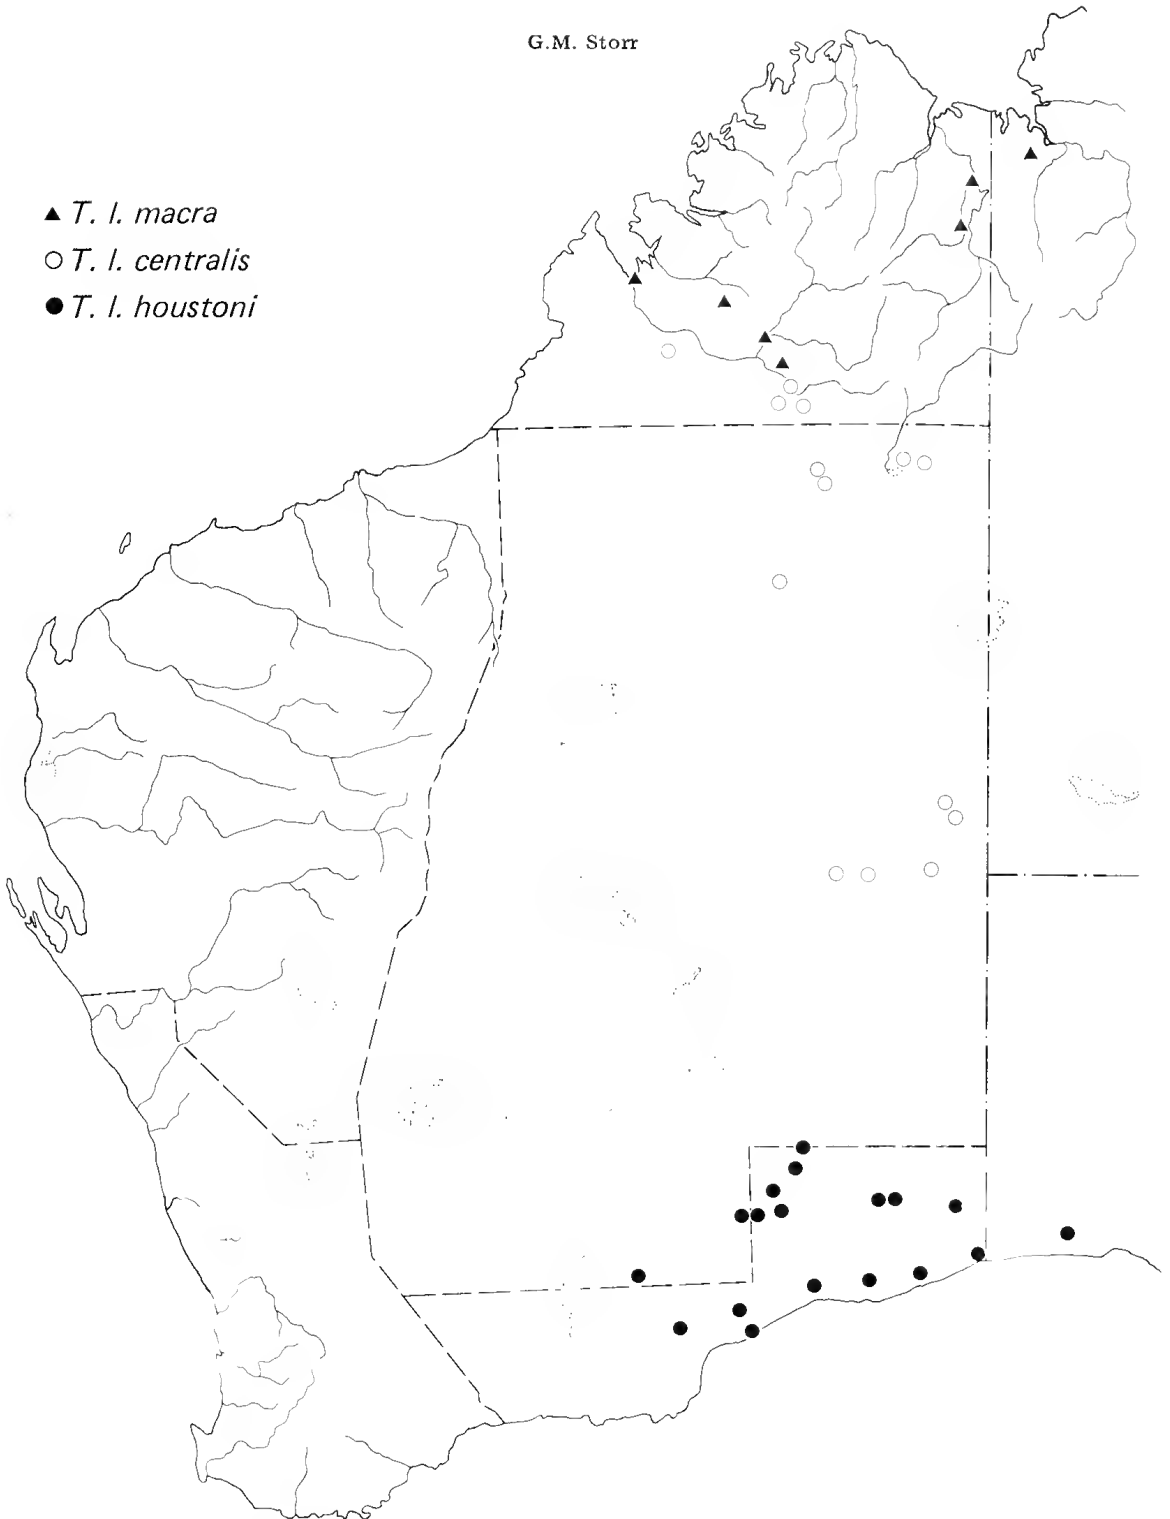 G.M. Storr
▲ T. l. macra
○ T. l. centralis
● T. l. houstoni